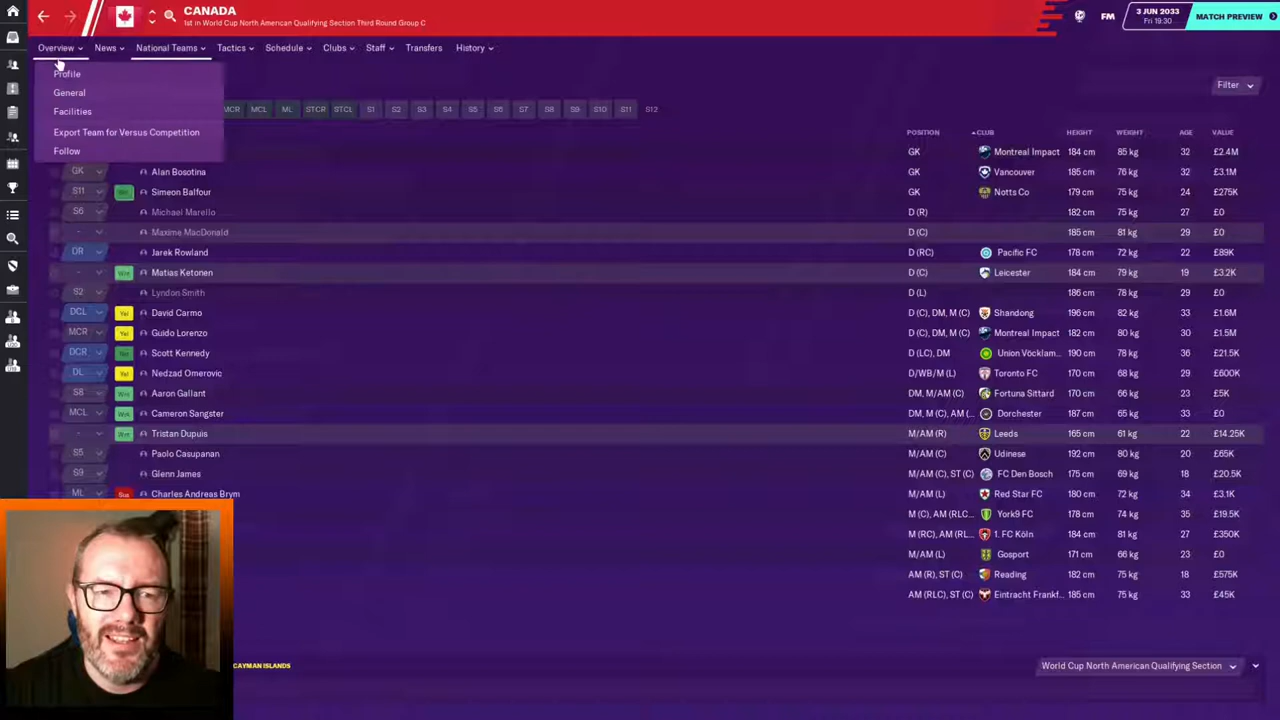 CANADA
1st in World Cup North American Qualifying Section Third Round Group C
FM
3 JUN 2033
Fri 19:30
MATCH PREVIEW
Overview
News
National Teams
Tactics
Schedule
Clubs
Staff
Transfers
History
Profile
General
Facilities
Export Team for Versus Competition
Follow
Filter
MCR MCL ML STCR STCL S1 S2 S3 S4 S5 S6 S7 S8 S9 S10 S11 S12
POSITION CLUB HEIGHT WEIGHT AGE VALUE
GK Montreal Impact 184 cm 85 kg 32 £2.4M
GK Alan Bosotina GK Vancouver 185 cm 76 kg 32 £3.1M
S11 Simeon Balfour GK Notts Co 179 cm 75 kg 24 £275K
S6 Michael Marello D (R) 182 cm 75 kg 27 £0
- Maxime MacDonald D (C) 185 cm 81 kg 29 £0
DR Jarek Rowland D (RC) Pacific FC 178 cm 72 kg 22 £89K
- Wnt Matias Ketonen D (C) Leicester 184 cm 79 kg 19 £3.2K
S2 Lyndon Smith D (L) 186 cm 78 kg 29 £0
DCL Yel David Carmo D (C), DM, M (C) Shandong 196 cm 82 kg 33 £1.6M
MCR Yel Guido Lorenzo D (C), DM, M (C) Montreal Impact 182 cm 80 kg 30 £1.5M
DCR Scott Kennedy D (LC), DM Union Vöcklam... 190 cm 78 kg 36 £21.5K
DL Yel Nedzad Omerovic D/WB/M (L) Toronto FC 170 cm 68 kg 29 £600K
S8 Aaron Gallant DM, M/AM (C) Fortuna Sittard 170 cm 66 kg 23 £5K
MCL Cameron Sangster DM, M (C), AM (... Dorchester 187 cm 65 kg 33 £0
- Wnt Tristan Dupuis M/AM (R) Leeds 165 cm 61 kg 22 £14.25K
S5 Paolo Casupanan M/AM (C) Udinese 192 cm 80 kg 20 £65K
S9 Glenn James M/AM (C), ST (C) FC Den Bosch 175 cm 69 kg 18 £20.5K
ML Sus Charles Andreas Brym M/AM (L) Red Star FC 180 cm 72 kg 34 £3.1K
M (C), AM (RLC... York9 FC 178 cm 74 kg 35 £19.5K
M (RC), AM (RL... 1. FC Köln 184 cm 81 kg 27 £350K
M/AM (L) Gosport 171 cm 66 kg 23 £0
AM (R), ST (C) Reading 182 cm 75 kg 18 £575K
AM (RLC), ST (C) Eintracht Frankf... 185 cm 75 kg 33 £45K
CAYMAN ISLANDS
World Cup North American Qualifying Section